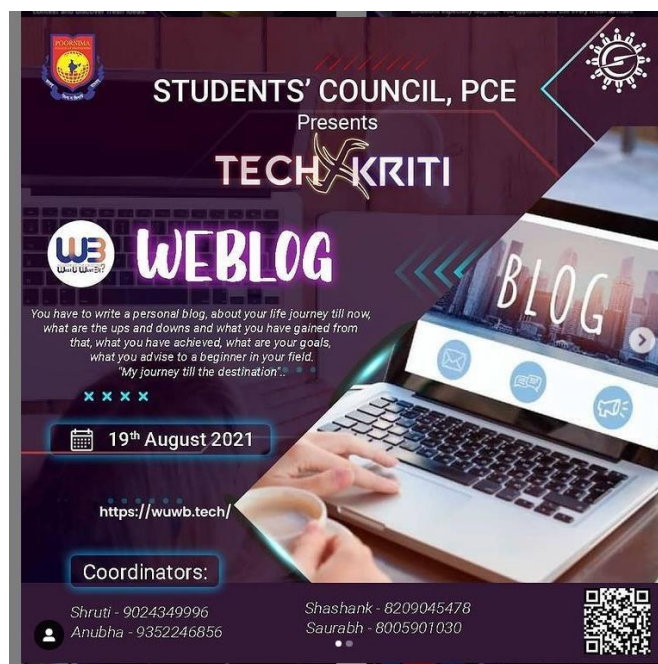 POORNIMA
STUDENTS' COUNCIL, PCE
Presents
TECH KRITI
WB
WEBLOG
You have to write a personal blog, about your life journey till now,
what are the ups and downs and what you have gained from
that, what you have achieved, what are your goals,
what you advise to a beginner in your field.
"My journey till the destination"..
BLOG
19th August 2021
https://wuwb.tech/
Coordinators:
Shruti - 9024349996
Anubha - 9352246856
Shashank - 8209045478
Saurabh - 8005901030